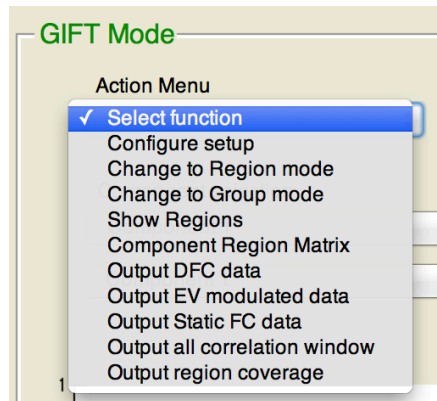 GIFT Mode
Action Menu
✓ Select function
Configure setup
Change to Region mode
Change to Group mode
Show Regions
Component Region Matrix
Output DFC data
Output EV modulated data
Output Static FC data
Output all correlation window
Output region coverage
1